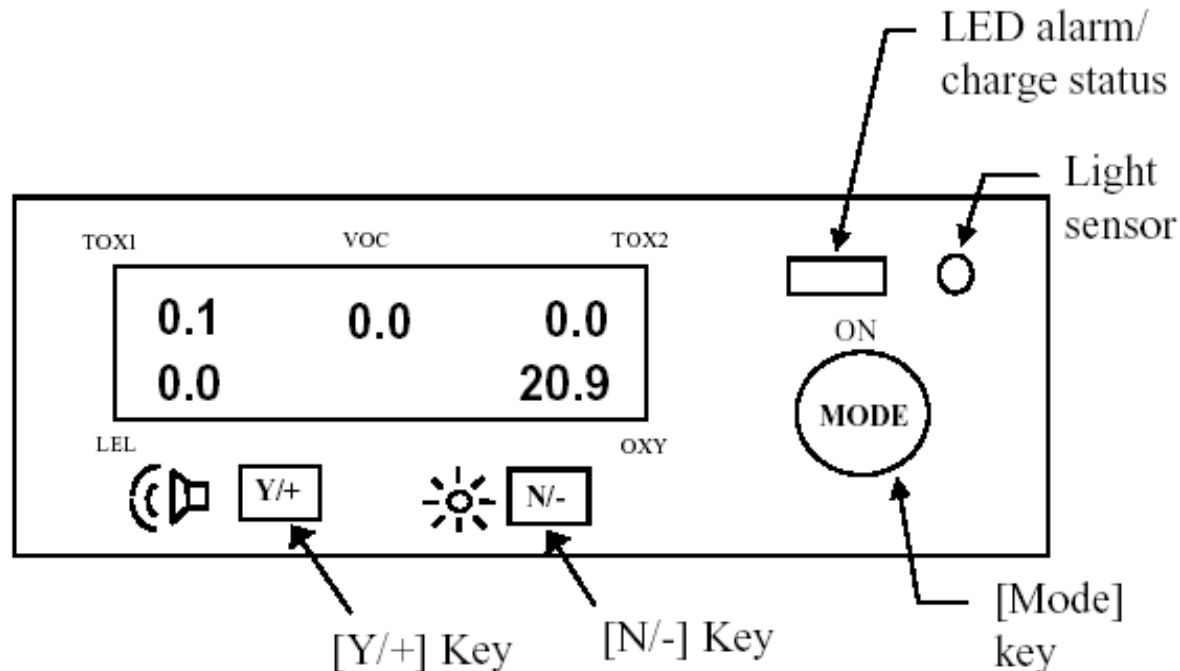 LED alarm/
charge status
Light
sensor
TOX1 VOC TOX2
0.1 0.0 0.0
0.0 20.9
LEL OXY
ON
MODE
Y/+ N/-
[Y/+] Key
[N/-] Key
[Mode]
key